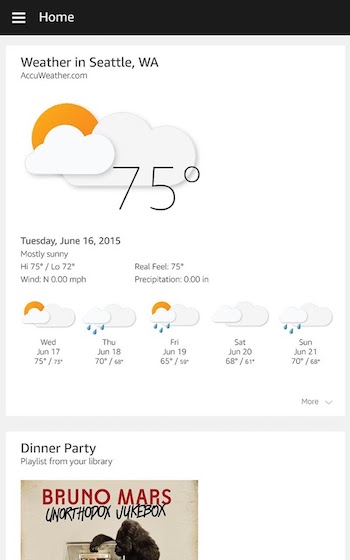 Home
Weather in Seattle, WA
AccuWeather.com
75°
Tuesday, June 16, 2015
Mostly sunny
Hi 75° / Lo 72° Real Feel: 75°
Wind: N 0.00 mph Precipitation: 0.00 in
Wed Thu Fri Sat Sun
Jun 17 Jun 18 Jun 19 Jun 20 Jun 21
75° / 73° 70° / 68° 65° / 59° 68° / 61° 70° / 68°
More
Dinner Party
Playlist from your library
BRUNO MARS
UNORTHODOX JUKEBOX